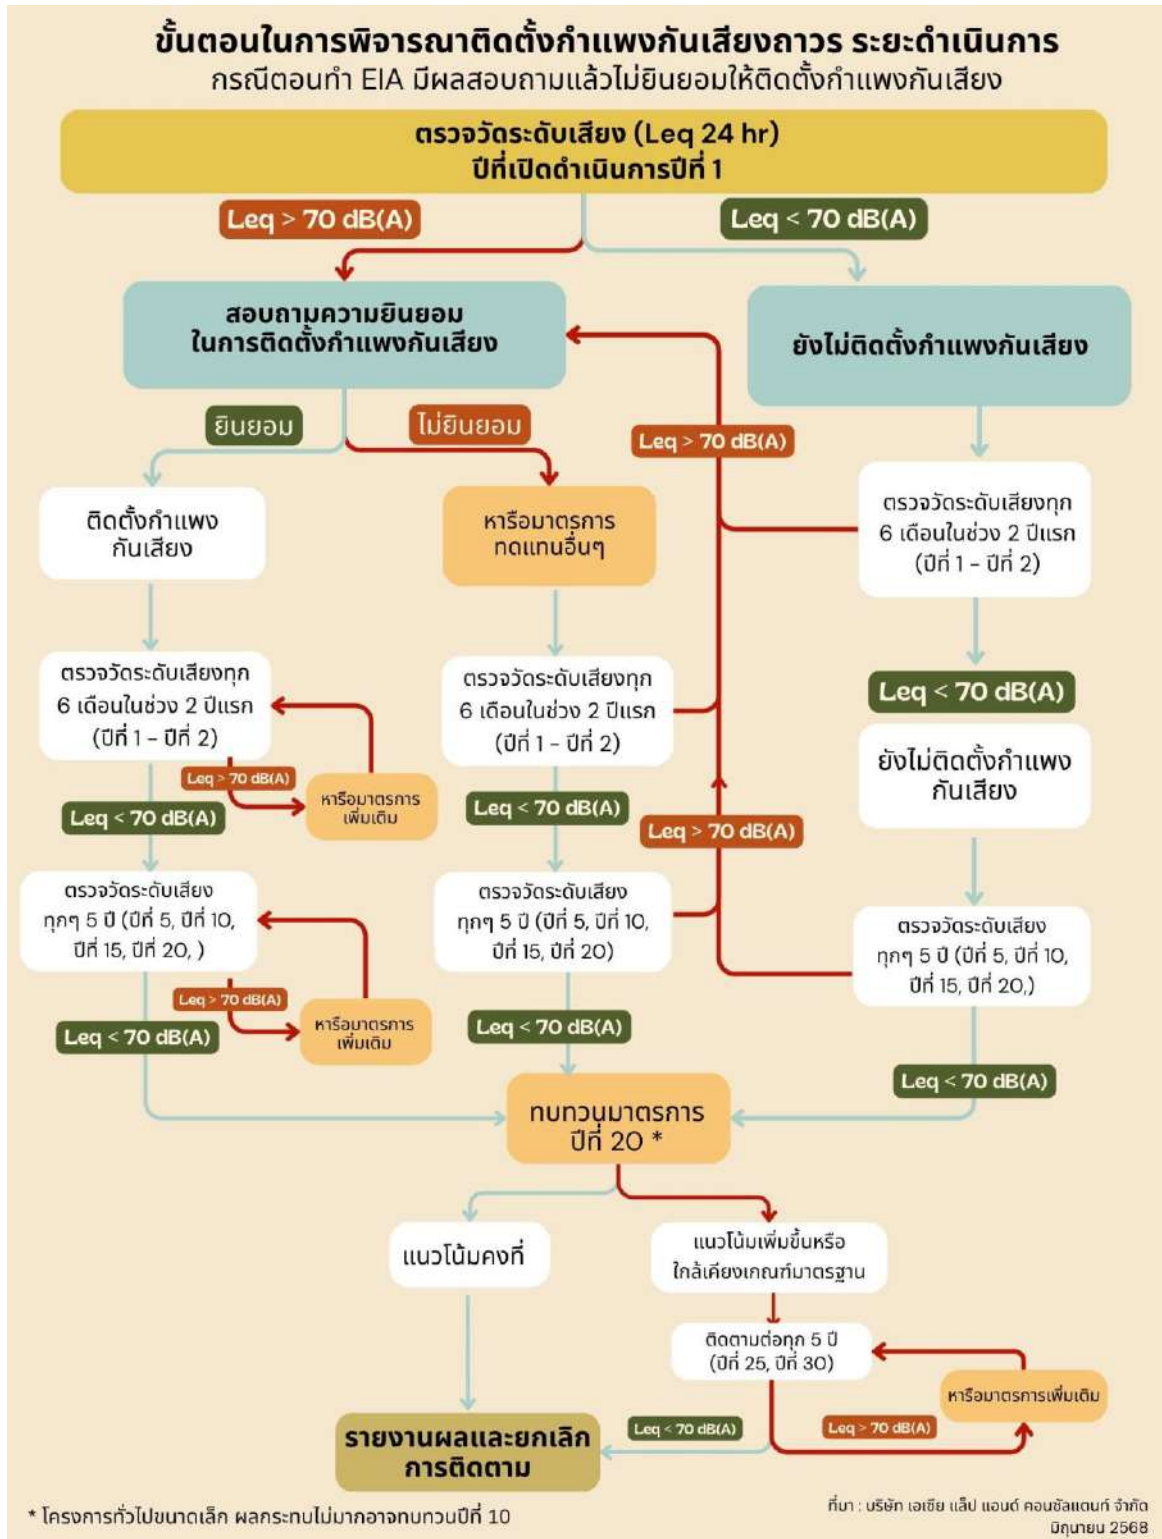 ขั้นตอนในการพิจารณาติดตั้งกำแพงกันเสียงถาวร ระยะดำเนินการ
กรณีตอนทำ EIA มีผลสอบถามแล้วไม่ยินยอมให้ติดตั้งกำแพงกันเสียง
ตรวจวัดระดับเสียง (Leq 24 hr)
ปีที่เปิดดำเนินการปีที่ 1
Leq > 70 dB(A)
Leq < 70 dB(A)
สอบถามความยินยอม
ในการติดตั้งกำแพงกันเสียง
ยังไม่ติดตั้งกำแพงกันเสียง
ยินยอม
ไม่ยินยอม
Leq > 70 dB(A)
ติดตั้งกำแพง
กันเสียง
หารือมาตรการ
ทดแทนอื่นๆ
ตรวจวัดระดับเสียงทุก
6 เดือนในช่วง 2 ปีแรก
(ปีที่ 1 - ปีที่ 2)
ตรวจวัดระดับเสียงทุก
6 เดือนในช่วง 2 ปีแรก
(ปีที่ 1 - ปีที่ 2)
ตรวจวัดระดับเสียงทุก
6 เดือนในช่วง 2 ปีแรก
(ปีที่ 1 - ปีที่ 2)
Leq < 70 dB(A)
ยังไม่ติดตั้งกำแพง
กันเสียง
Leq > 70 dB(A)
หารือมาตรการ
เพิ่มเติม
Leq < 70 dB(A)
Leq < 70 dB(A)
Leq > 70 dB(A)
ตรวจวัดระดับเสียง
ทุกๆ 5 ปี (ปีที่ 5, ปีที่ 10,
ปีที่ 15, ปีที่ 20, )
ตรวจวัดระดับเสียง
ทุกๆ 5 ปี (ปีที่ 5, ปีที่ 10,
ปีที่ 15, ปีที่ 20)
ตรวจวัดระดับเสียง
ทุกๆ 5 ปี (ปีที่ 5, ปีที่ 10,
ปีที่ 15, ปีที่ 20,)
Leq > 70 dB(A)
หารือมาตรการ
เพิ่มเติม
Leq < 70 dB(A)
Leq < 70 dB(A)
Leq < 70 dB(A)
ทบทวนมาตรการ
ปีที่ 20 *
แนวโน้มคงที่
แนวโน้มเพิ่มขึ้นหรือ
ใกล้เคียงเกณฑ์มาตรฐาน
ติดตามต่อทุก 5 ปี
(ปีที่ 25, ปีที่ 30)
หารือมาตรการเพิ่มเติม
Leq < 70 dB(A)
Leq > 70 dB(A)
รายงานผลและยกเลิก
การติดตาม
* โครงการทั่วไปขนาดเล็ก ผลกระทบไม่มากอาจทบทวนปีที่ 10
ที่มา : บริษัท เอเชีย แล็ป แอนด์ คอนซัลแตนท์ จำกัด
มิถุนายน 2568